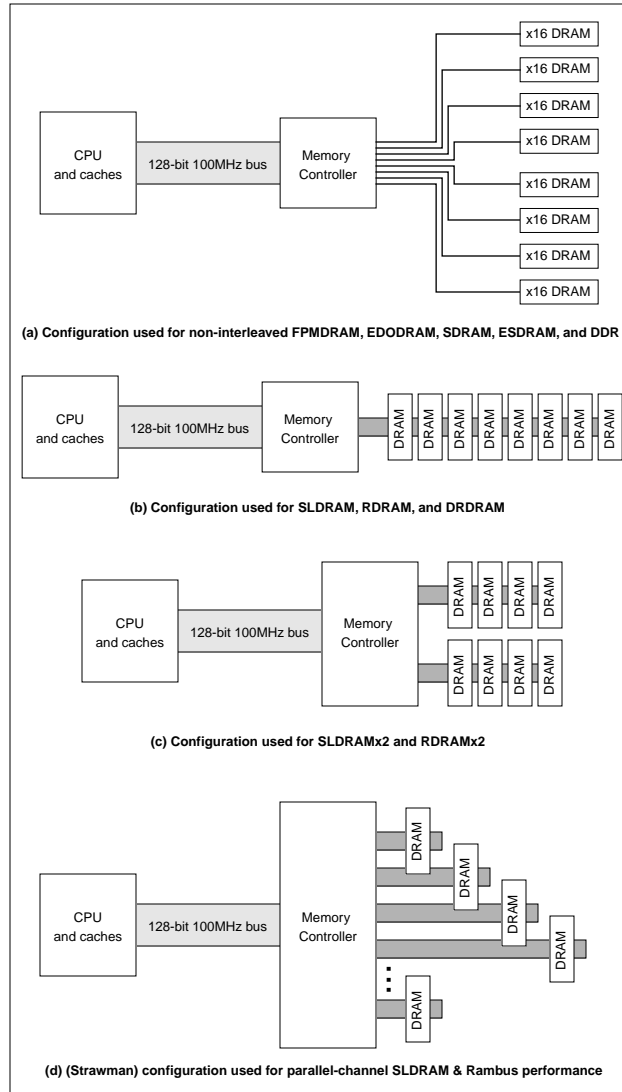 x16 DRAM
x16 DRAM
x16 DRAM
x16 DRAM
x16 DRAM
x16 DRAM
x16 DRAM
x16 DRAM
CPU
and caches
128-bit 100MHz bus
Memory
Controller
(a) Configuration used for non-interleaved FPMDRAM, EDODRAM, SDRAM, ESDRAM, and DDR
CPU
and caches
128-bit 100MHz bus
Memory
Controller
DRAM
DRAM
DRAM
DRAM
DRAM
DRAM
DRAM
DRAM
(b) Configuration used for SLDRAM, RDRAM, and DRDRAM
CPU
and caches
128-bit 100MHz bus
Memory
Controller
DRAM
DRAM
DRAM
DRAM
DRAM
DRAM
DRAM
DRAM
(c) Configuration used for SLDRAMx2 and RDRAMx2
CPU
and caches
128-bit 100MHz bus
Memory
Controller
DRAM
DRAM
DRAM
DRAM
DRAM
(d) (Strawman) configuration used for parallel-channel SLDRAM & Rambus performance